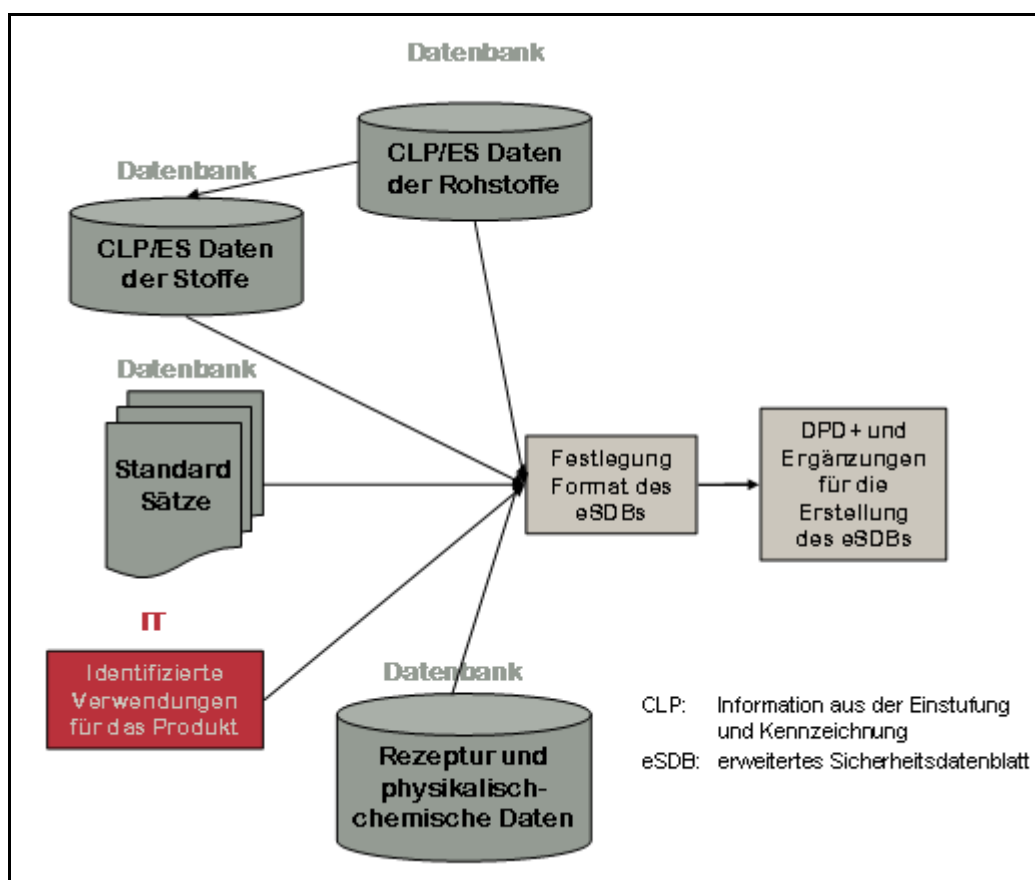 Datenbank
CLP/ES Daten
der Rohstoffe
Datenbank
CLP/ES Daten
der Stoffe
Datenbank
Standard
Sätze
IT
Identifizierte
Verwendungen
für das Produkt
Datenbank
Rezeptur und
physikalisch-
chemische Daten
Festlegung
Format des
eSDBs
DPD+ und
Ergänzungen
für die
Erstellung
des eSDBs
CLP: Information aus der Einstufung
und Kennzeichnung
eSDB: erweitertes Sicherheitsdatenblatt